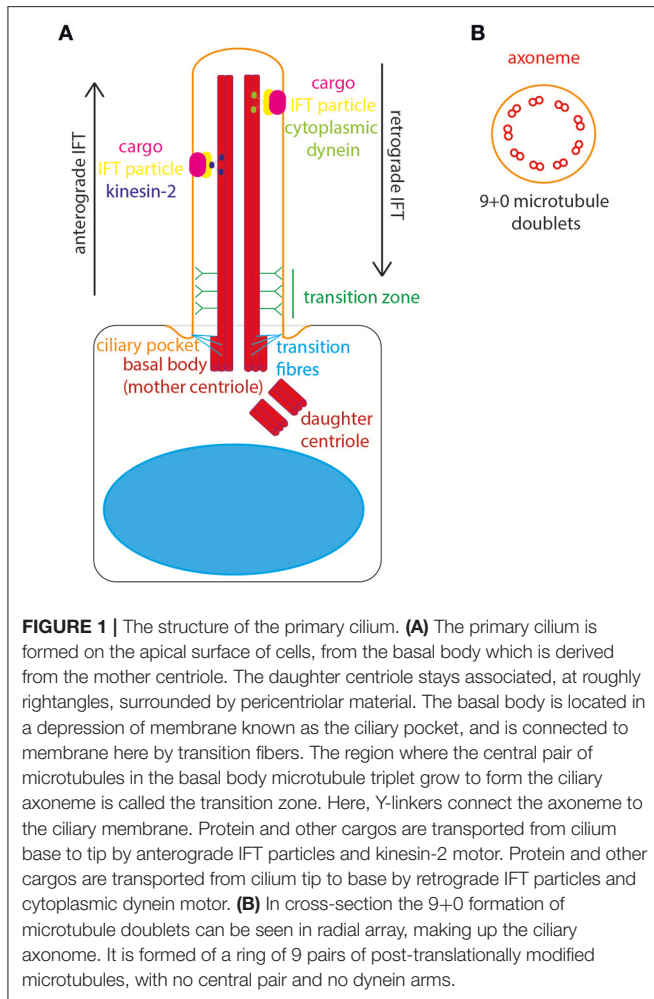 A
B
anterograde IFT
cargo
IFT particle
kinesin-2
cargo
IFT particle
cytoplasmic
dynein
retrograde IFT
axoneme
9+0 microtubule
doublets
transition zone
ciliary pocket
basal body
(mother centriole)
transition
fibres
daughter
centriole
FIGURE 1 | The structure of the primary cilium. (A) The primary cilium is
formed on the apical surface of cells, from the basal body which is derived
from the mother centriole. The daughter centriole stays associated, at roughly
rightangles, surrounded by pericentriolar material. The basal body is located in
a depression of membrane known as the ciliary pocket, and is connected to
membrane here by transition fibers. The region where the central pair of
microtubules in the basal body microtubule triplet grow to form the ciliary
axoneme is called the transition zone. Here, Y-linkers connect the axoneme to
the ciliary membrane. Protein and other cargos are transported from cilium
base to tip by anterograde IFT particles and kinesin-2 motor. Protein and other
cargos are transported from cilium tip to base by retrograde IFT particles and
cytoplasmic dynein motor. (B) In cross-section the 9+0 formation of
microtubule doublets can be seen in radial array, making up the ciliary
axonome. It is formed of a ring of 9 pairs of post-translationally modified
microtubules, with no central pair and no dynein arms.